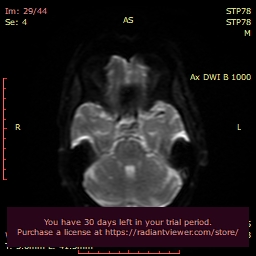 Im: 29/44
Se: 4
AS
STP78
STP78
M
Ax DWI B 1000
R
L
You have 30 days left in your trial period.
Purchase a license at https://radiantviewer.com/store/